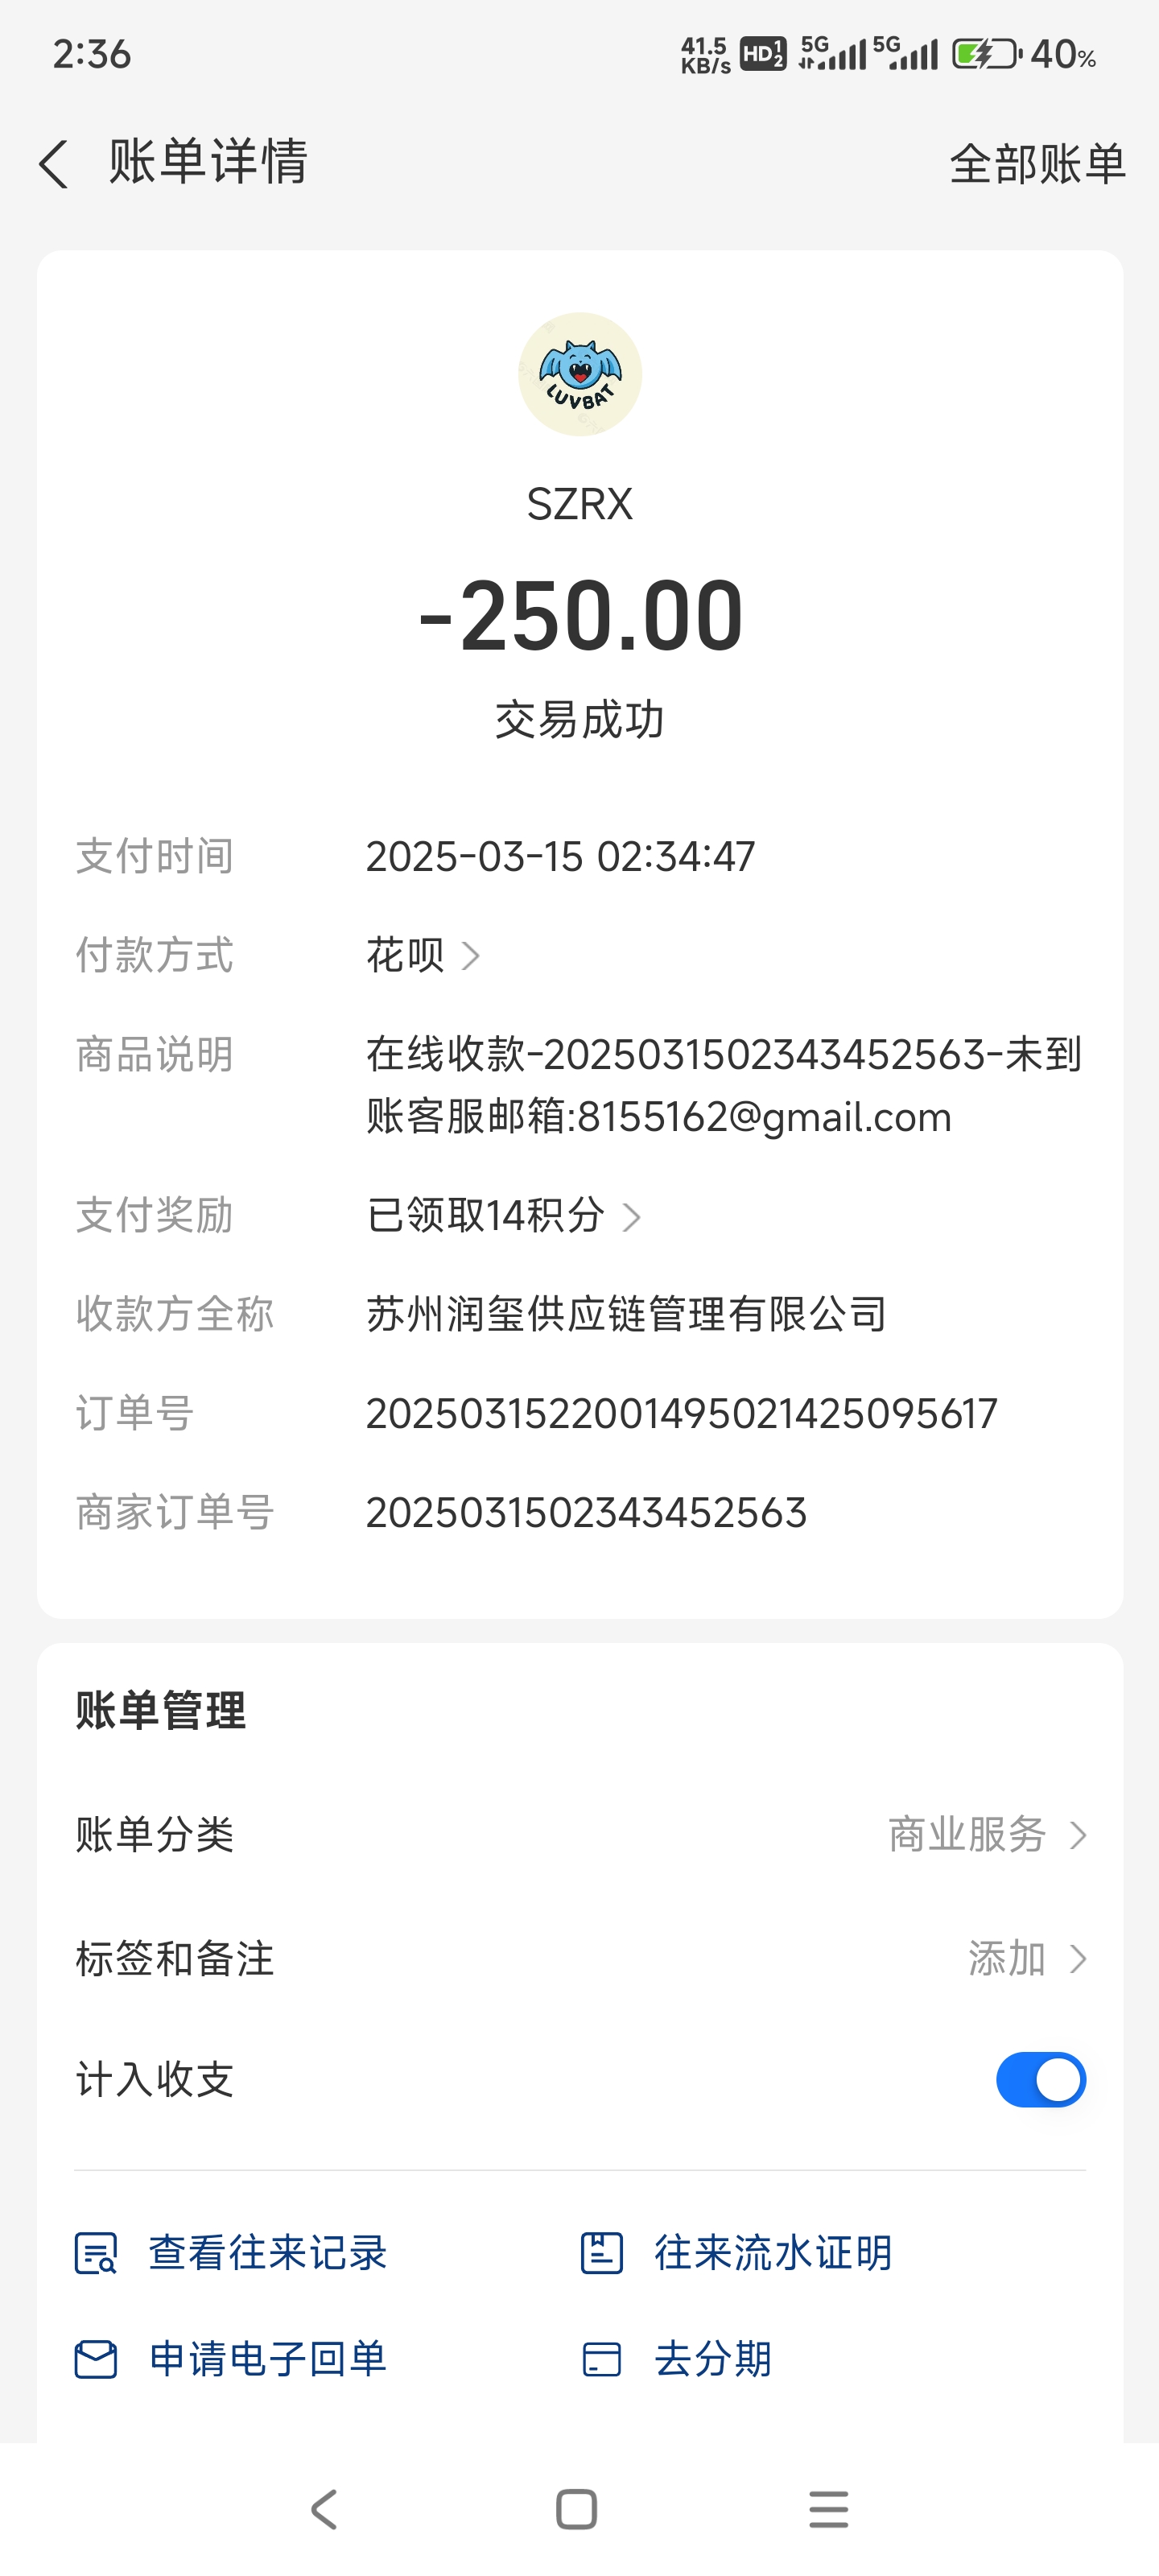 2:36
41.5 KB/s HD 1 2 5G 5G 40%
账单详情 全部账单
LUVBAT
SZRX
-250.00
交易成功
支付时间 2025-03-15 02:34:47
付款方式 花呗
商品说明 在线收款-2025031502343452563-未到
账客服邮箱:8155162@gmail.com
支付奖励 已领取14积分
收款方全称 苏州润玺供应链管理有限公司
订单号 2025031522001495021425095617
商家订单号 2025031502343452563
账单管理
账单分类 商业服务
标签和备注 添加
计入收支
查看往来记录 往来流水证明
申请电子回单 去分期